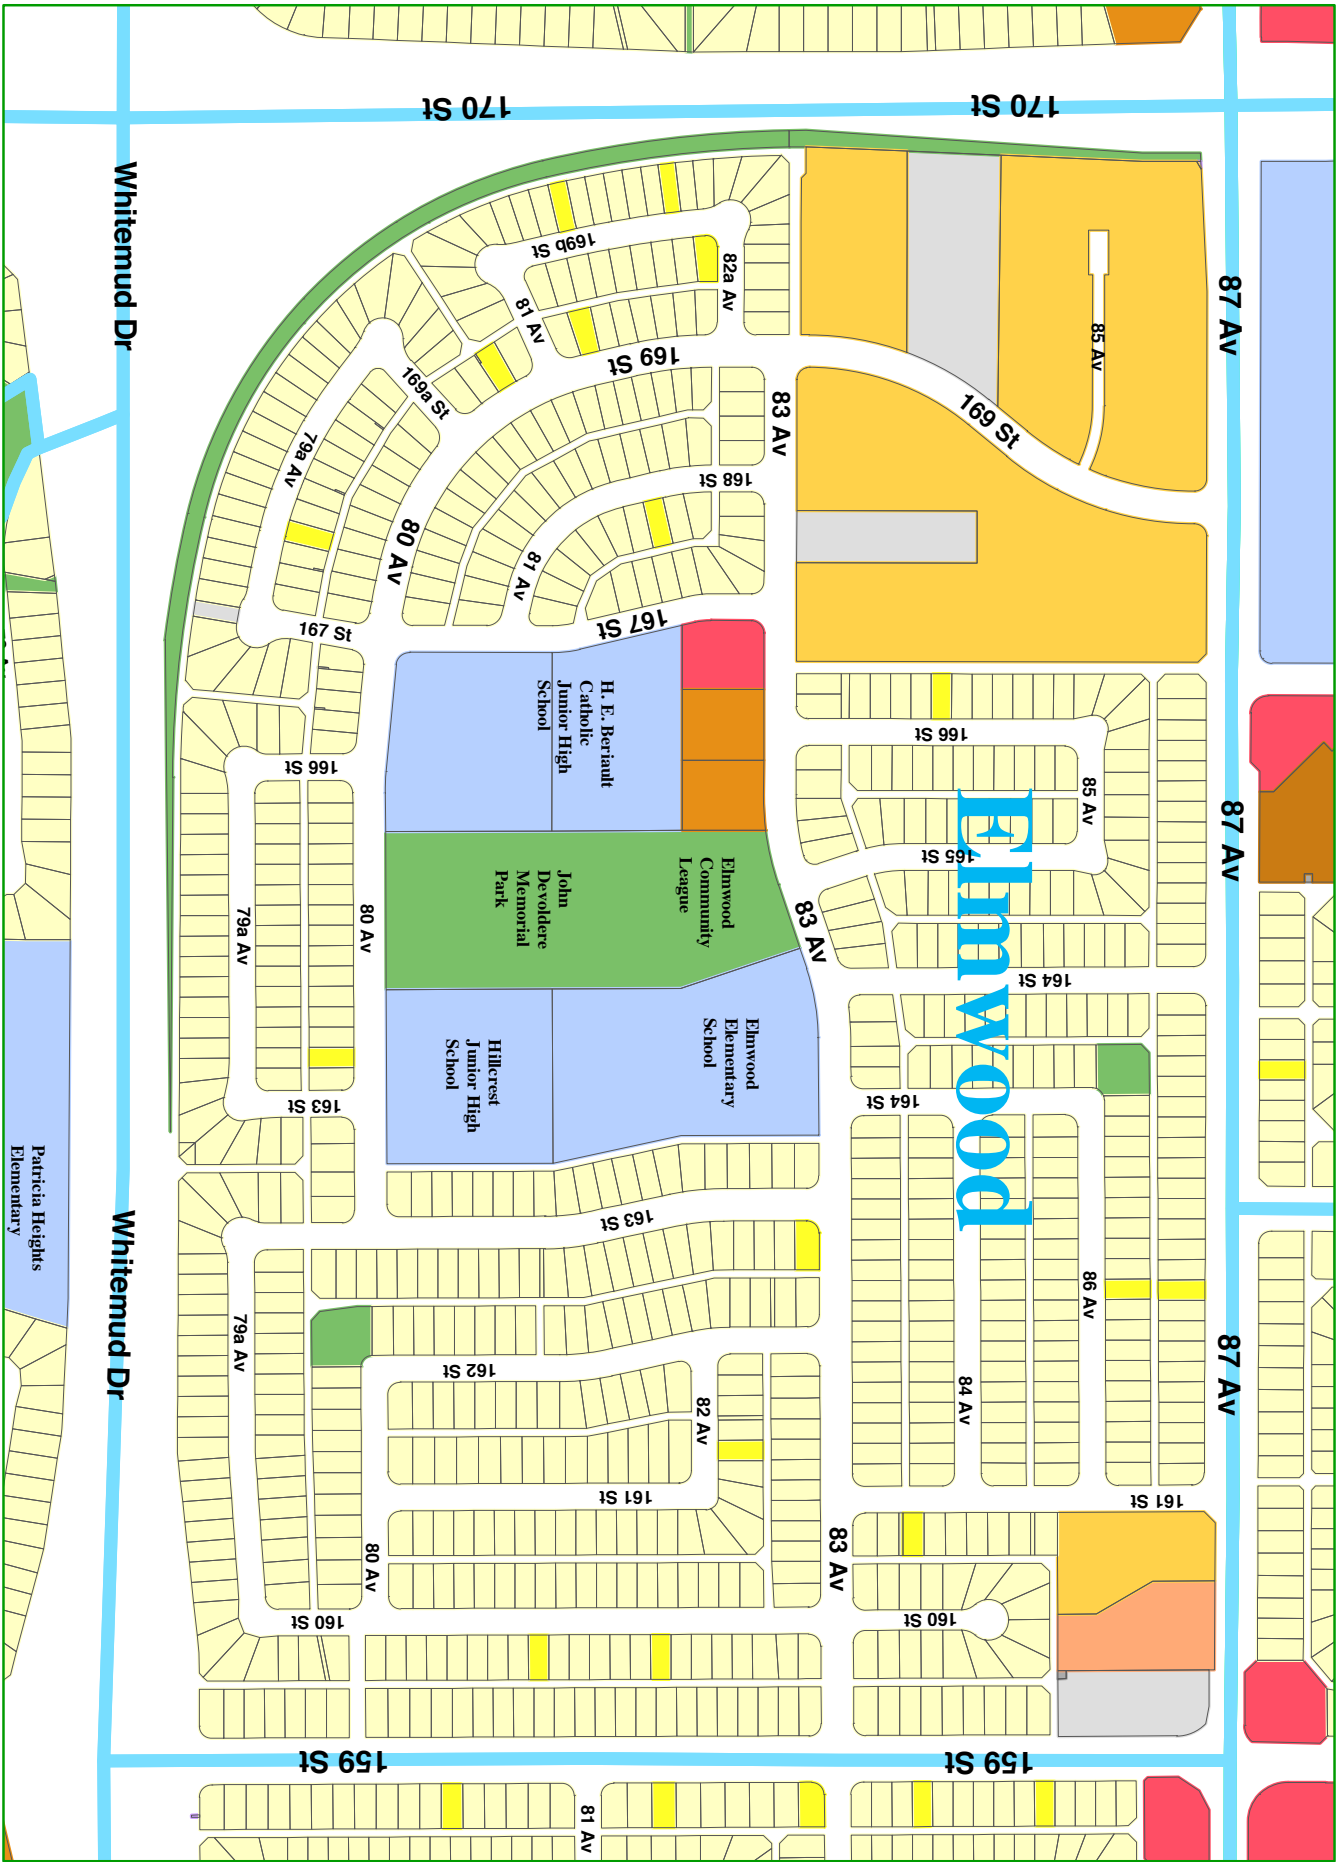 170 St
170 St
Whitemud Dr
87 Av
169b St
82a Av
81 Av
85 Av
169 St
169a St
83 Av
169 St
79a Av
168 St
80 Av
81 Av
167 St
167 St
H. E. Beriault
Catholic
Junior High
School
166 St
166 St
85 Av
87 Av
Elmwood
165 St
Elmwood
Community
League
John
Devoldere
Memorial
Park
79a Av
80 Av
83 Av
164 St
Elmwood
Elementary
School
Hillcrest
Junior High
School
163 St
164 St
Patricia Heights
Elementary
Whitemud Dr
163 St
86 Av
79a Av
162 St
82 Av
84 Av
87 Av
161 St
161 St
80 Av
83 Av
160 St
160 St
159 St
159 St
81 Av